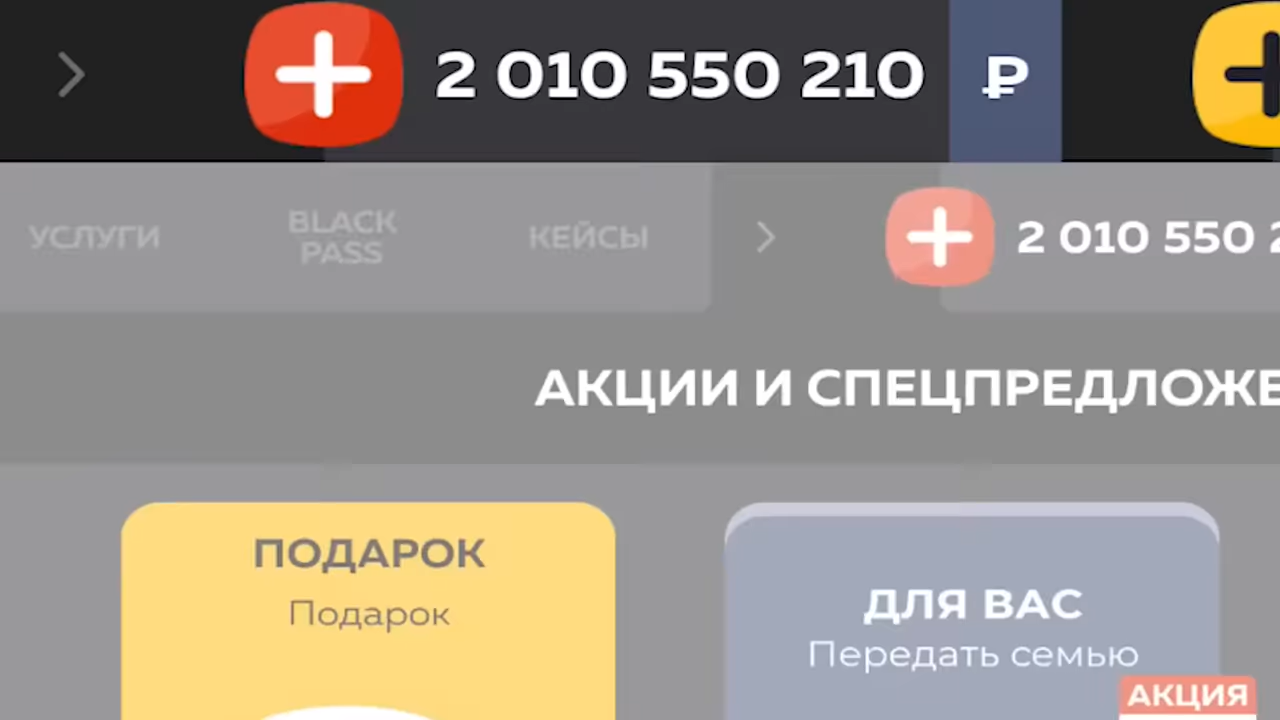 2 010 550 210 ₽
УСЛУГИ
BLACK
PASS
КЕЙСЫ
2 010 550 2
АКЦИИ И СПЕЦПРЕДЛОЖЕ
ПОДАРОК
Подарок
ДЛЯ ВАС
Передать семью
АКЦИЯ